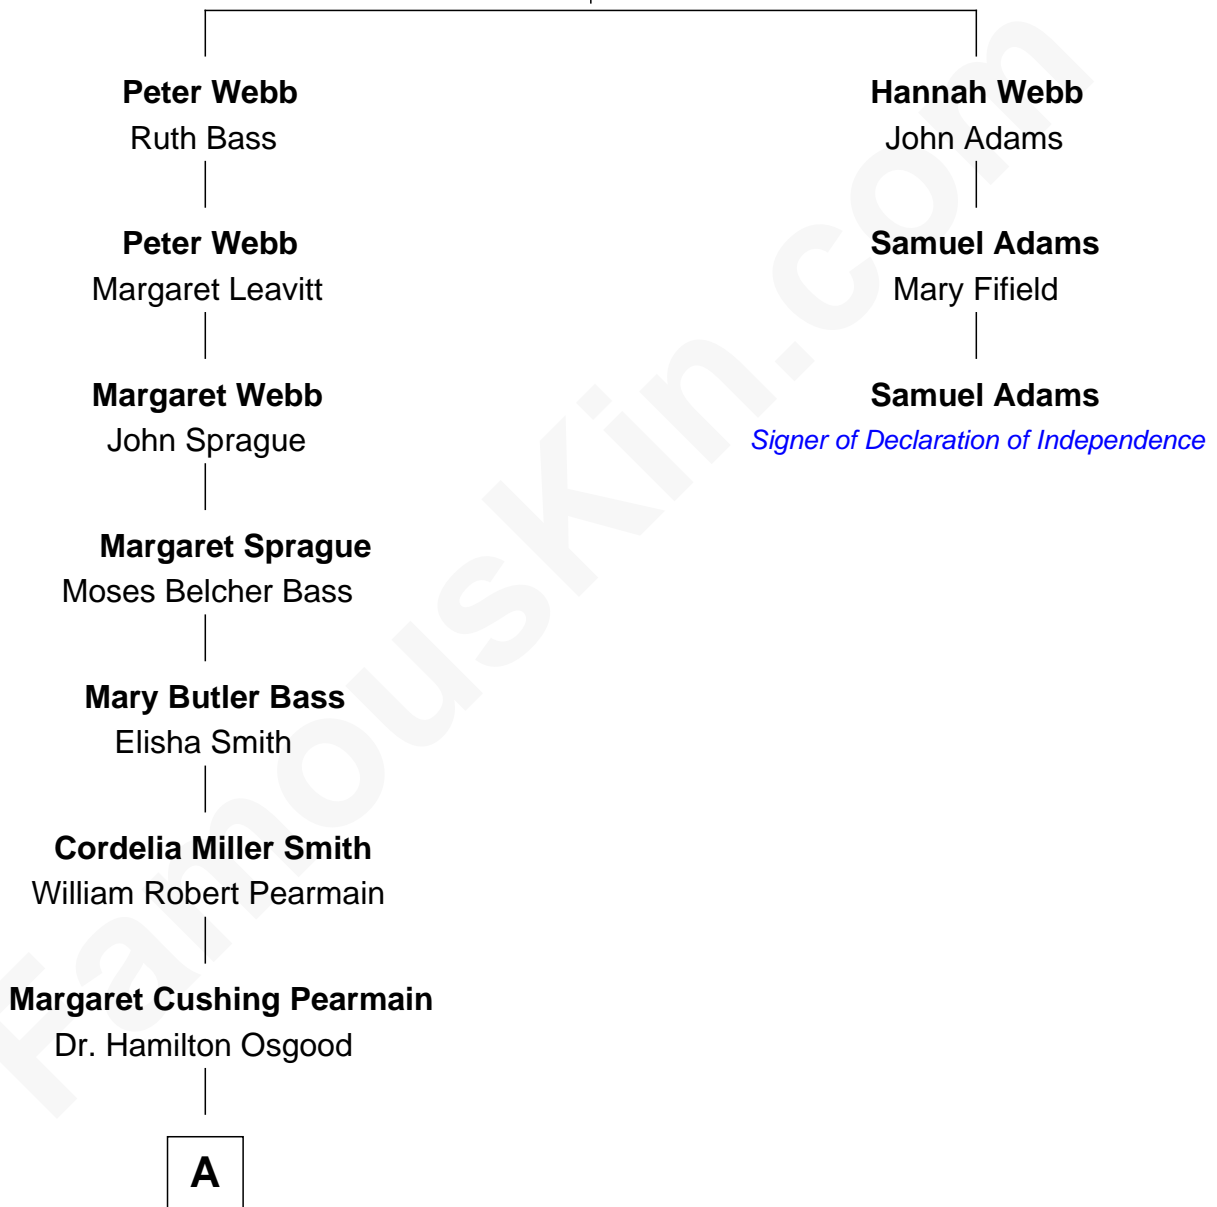 Peter Webb
Ruth Bass
Hannah Webb
John Adams
Peter Webb
Margaret Leavitt
Samuel Adams
Mary Fifield
Margaret Webb
John Sprague
Samuel Adams
Signer of Declaration of Independence
Margaret Sprague
Moses Belcher Bass
Mary Butler Bass
Elisha Smith
Cordelia Miller Smith
William Robert Pearmain
Margaret Cushing Pearmain
Dr. Hamilton Osgood
A
FamousKin.com